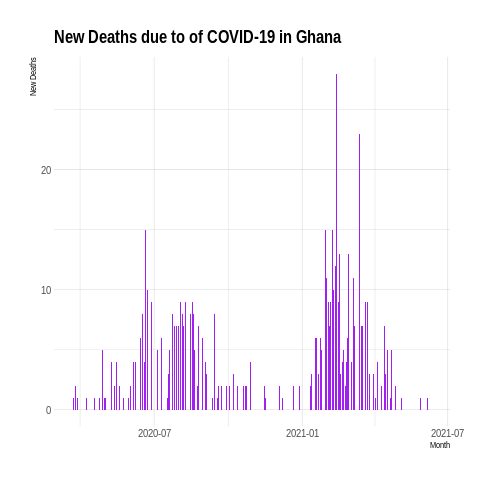 New Deaths due to of COVID-19 in Ghana
New Deaths
20
10
0
2020-07
2021-01
2021-07
Month